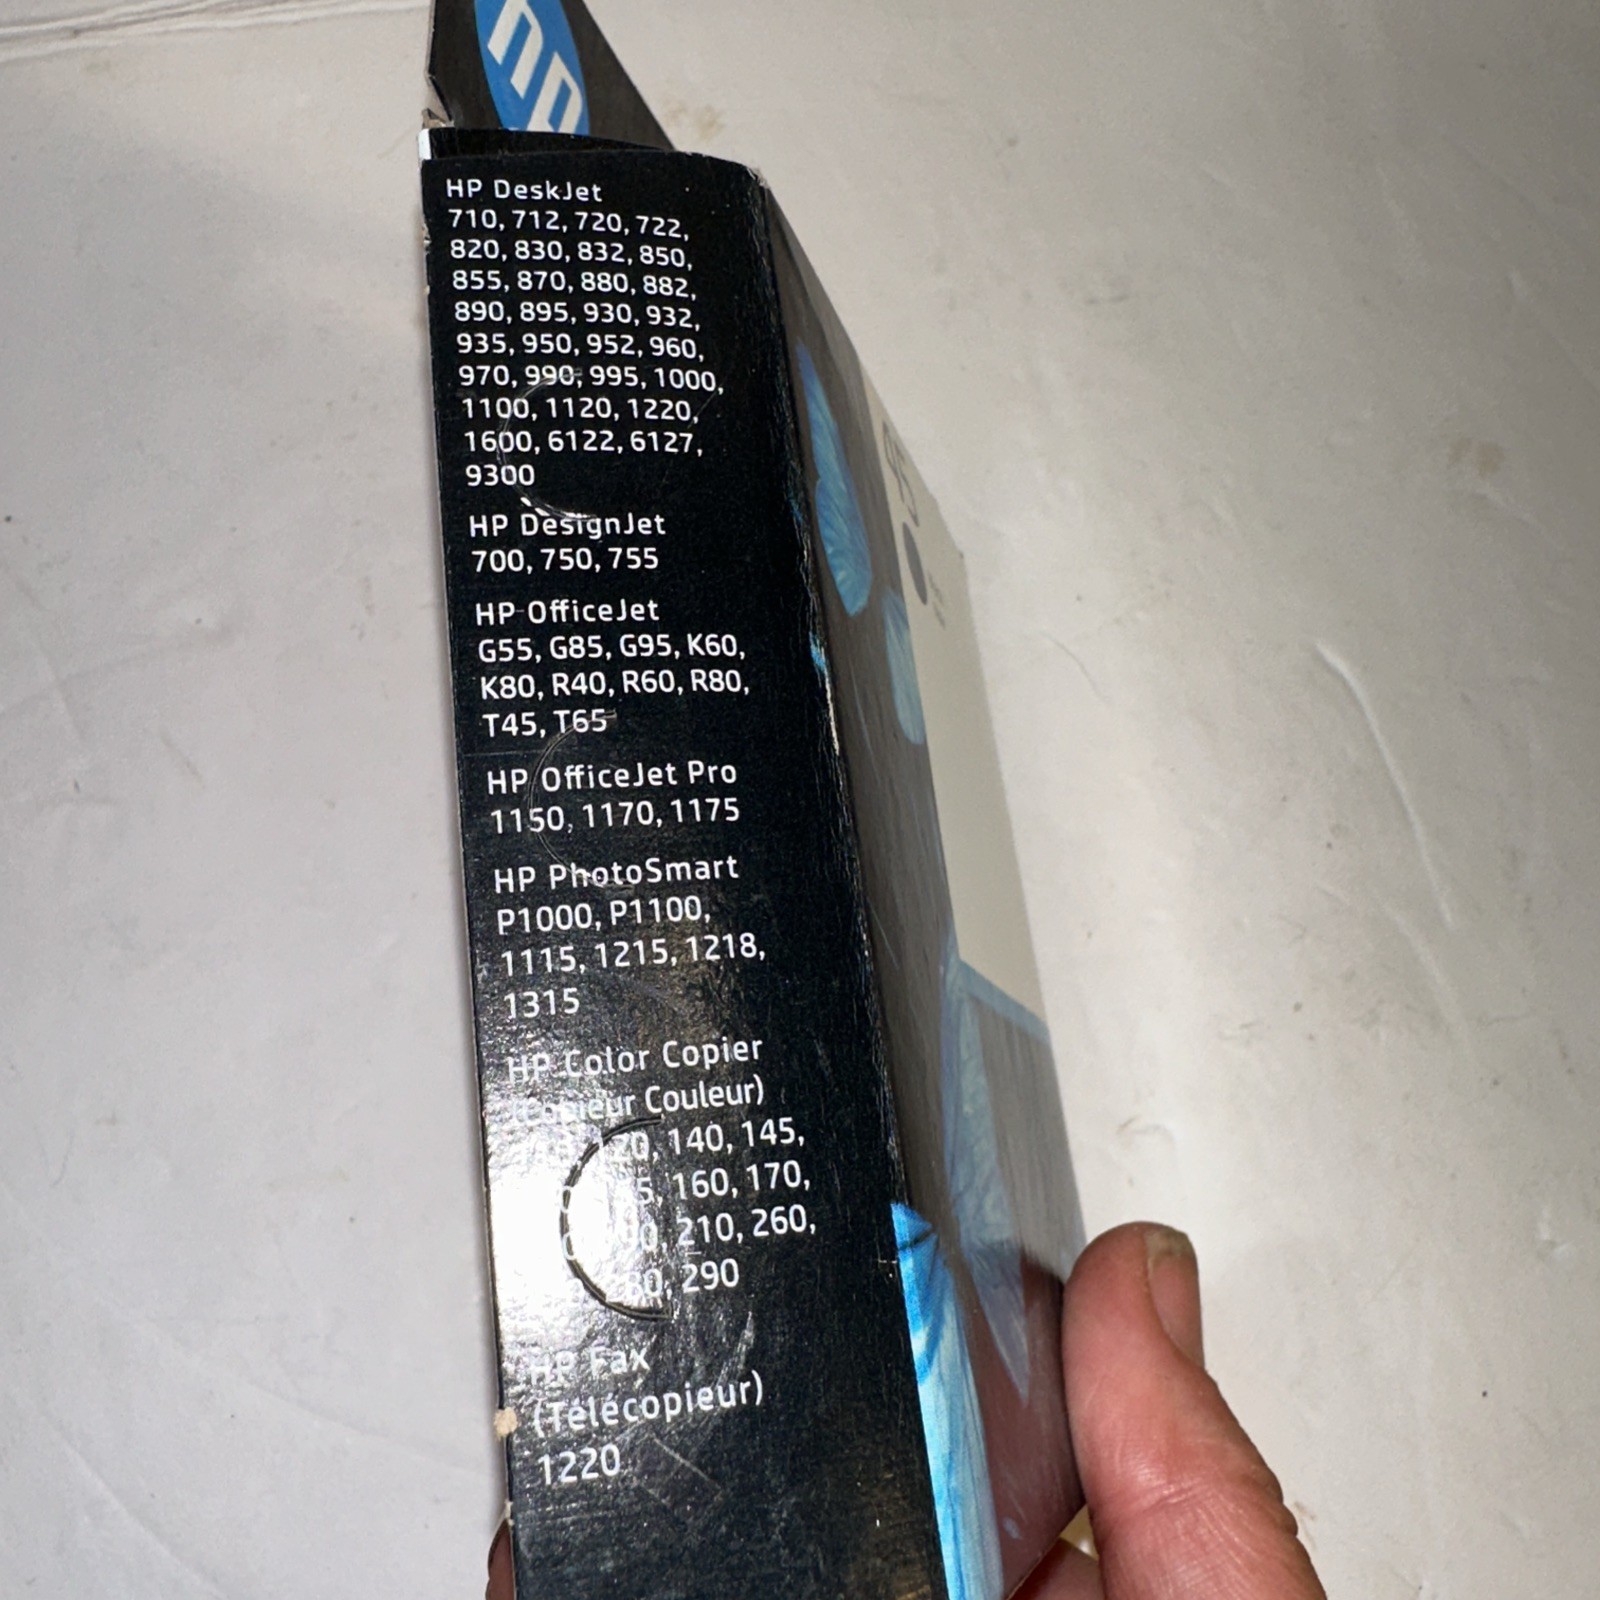 hp
HP DeskJet
710, 712, 720, 722,
820, 830, 832, 850,
855, 870, 880, 882,
890, 895, 930, 932,
935, 950, 952, 960,
970, 990, 995, 1000,
1100, 1120, 1220,
1600, 6122, 6127,
9300
HP DesignJet
700, 750, 755
HP OfficeJet
G55, G85, G95, K60,
K80, R40, R60, R80,
T45, T65
HP OfficeJet Pro
1150, 1170, 1175
HP PhotoSmart
P1000, P1100,
1115, 1215, 1218,
1315
HP Color Copier
(Copieur Couleur)
140, 145,
160, 170,
210, 260,
290
HP Fax
(Télécopieur)
1220
45